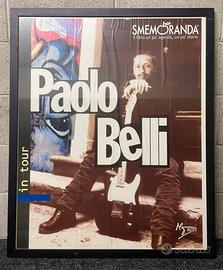 SMEMORANDA
il libro un po' agenda, un po' diario
Paolo
Belli
in tour